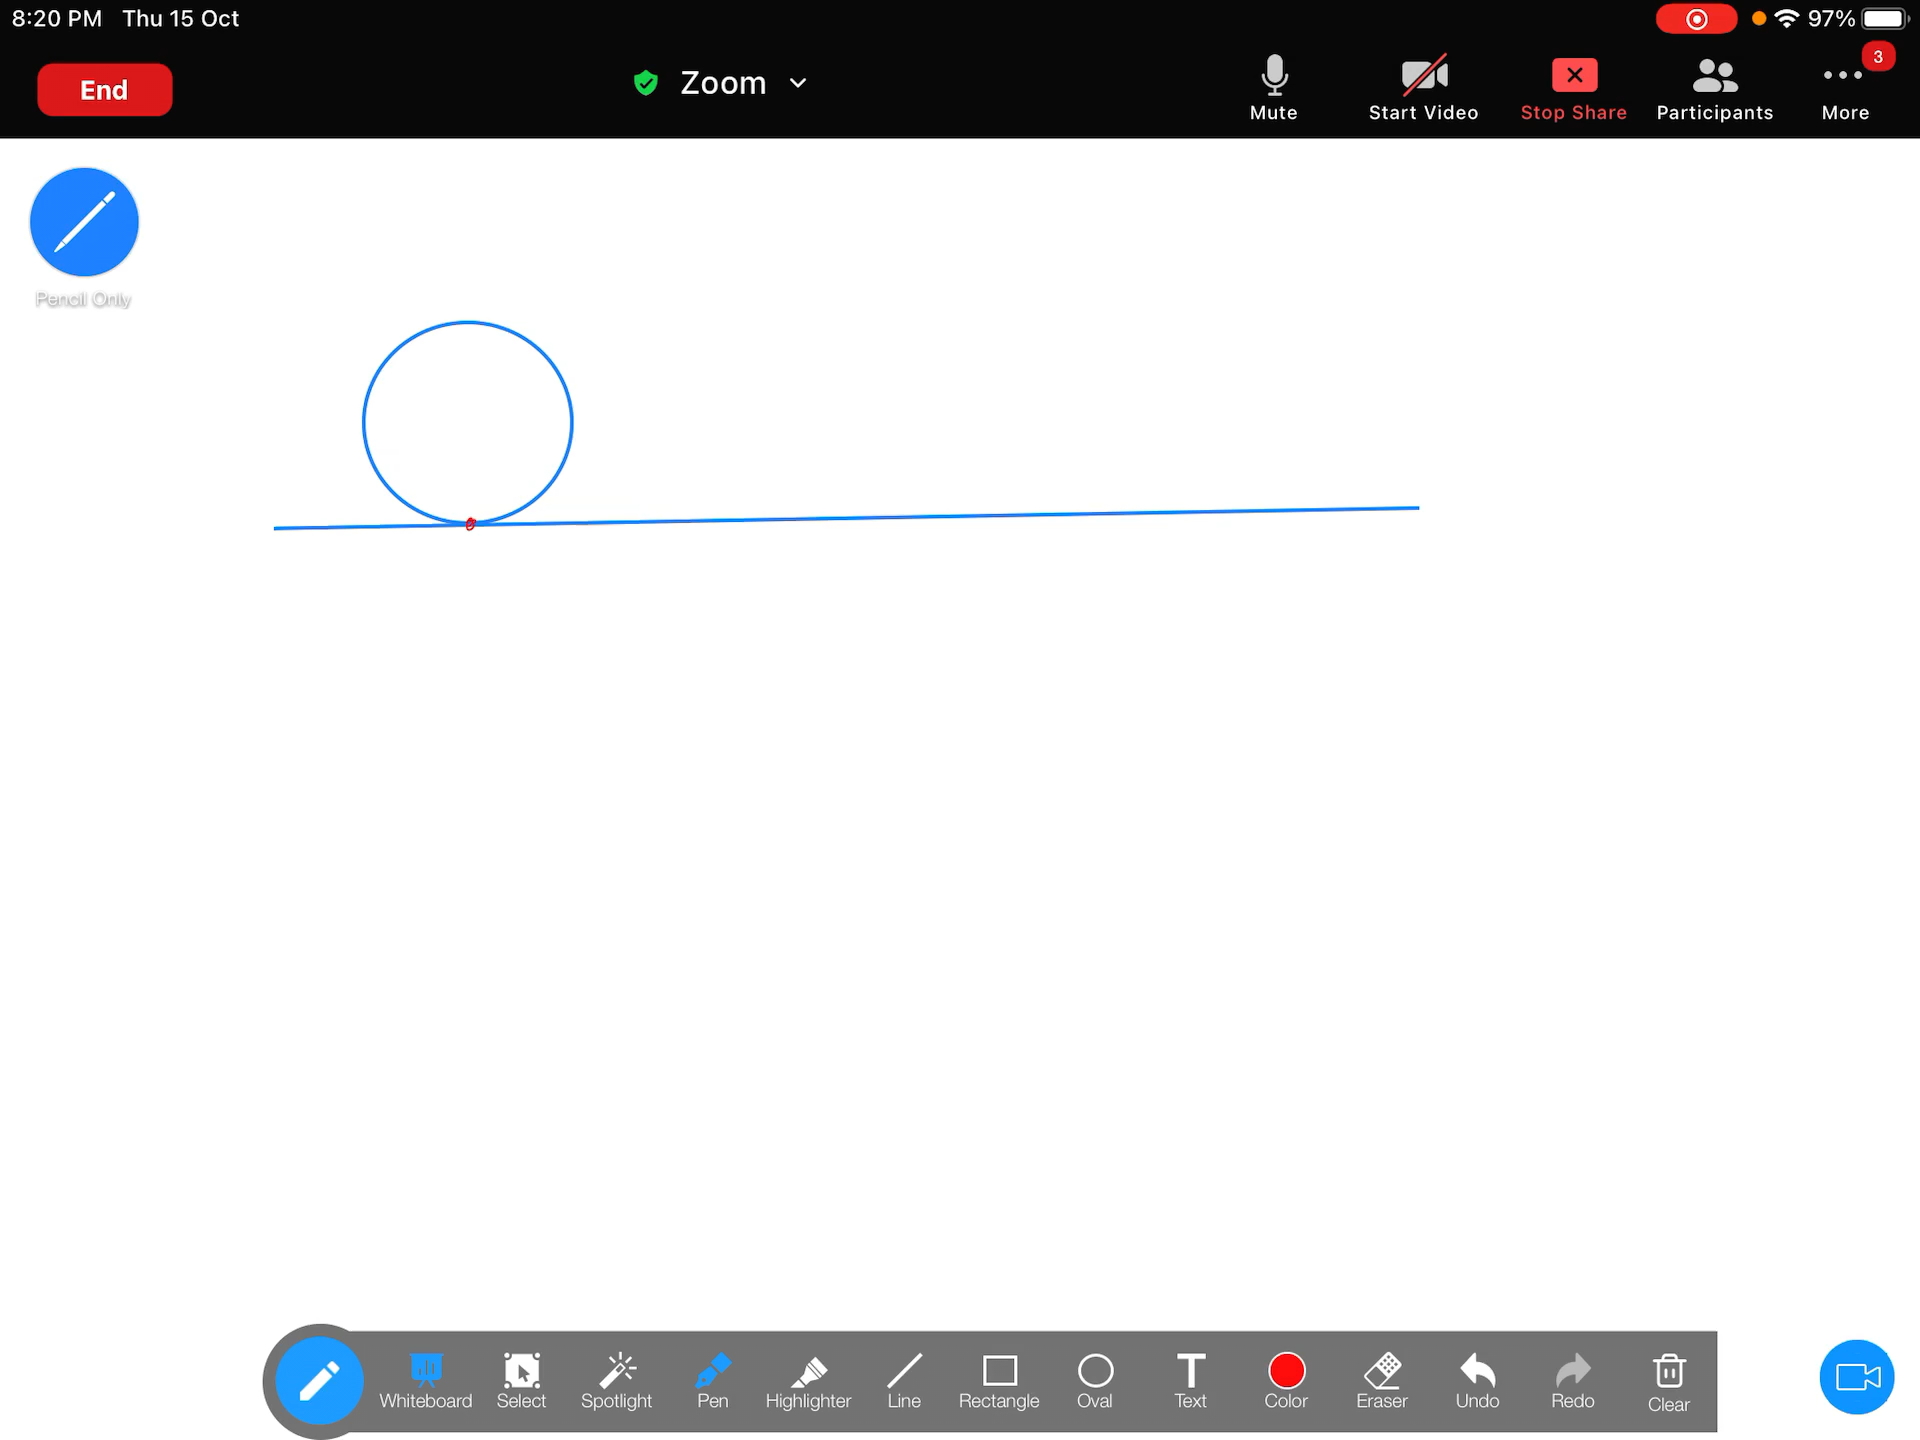 8:20 PM Thu 15 Oct
97%
End
Zoom
Mute
Start Video
Stop Share
Participants
More
3
Pencil Only
Whiteboard
Select
Spotlight
Pen
Highlighter
Line
Rectangle
Oval
Text
Color
Eraser
Undo
Redo
Clear